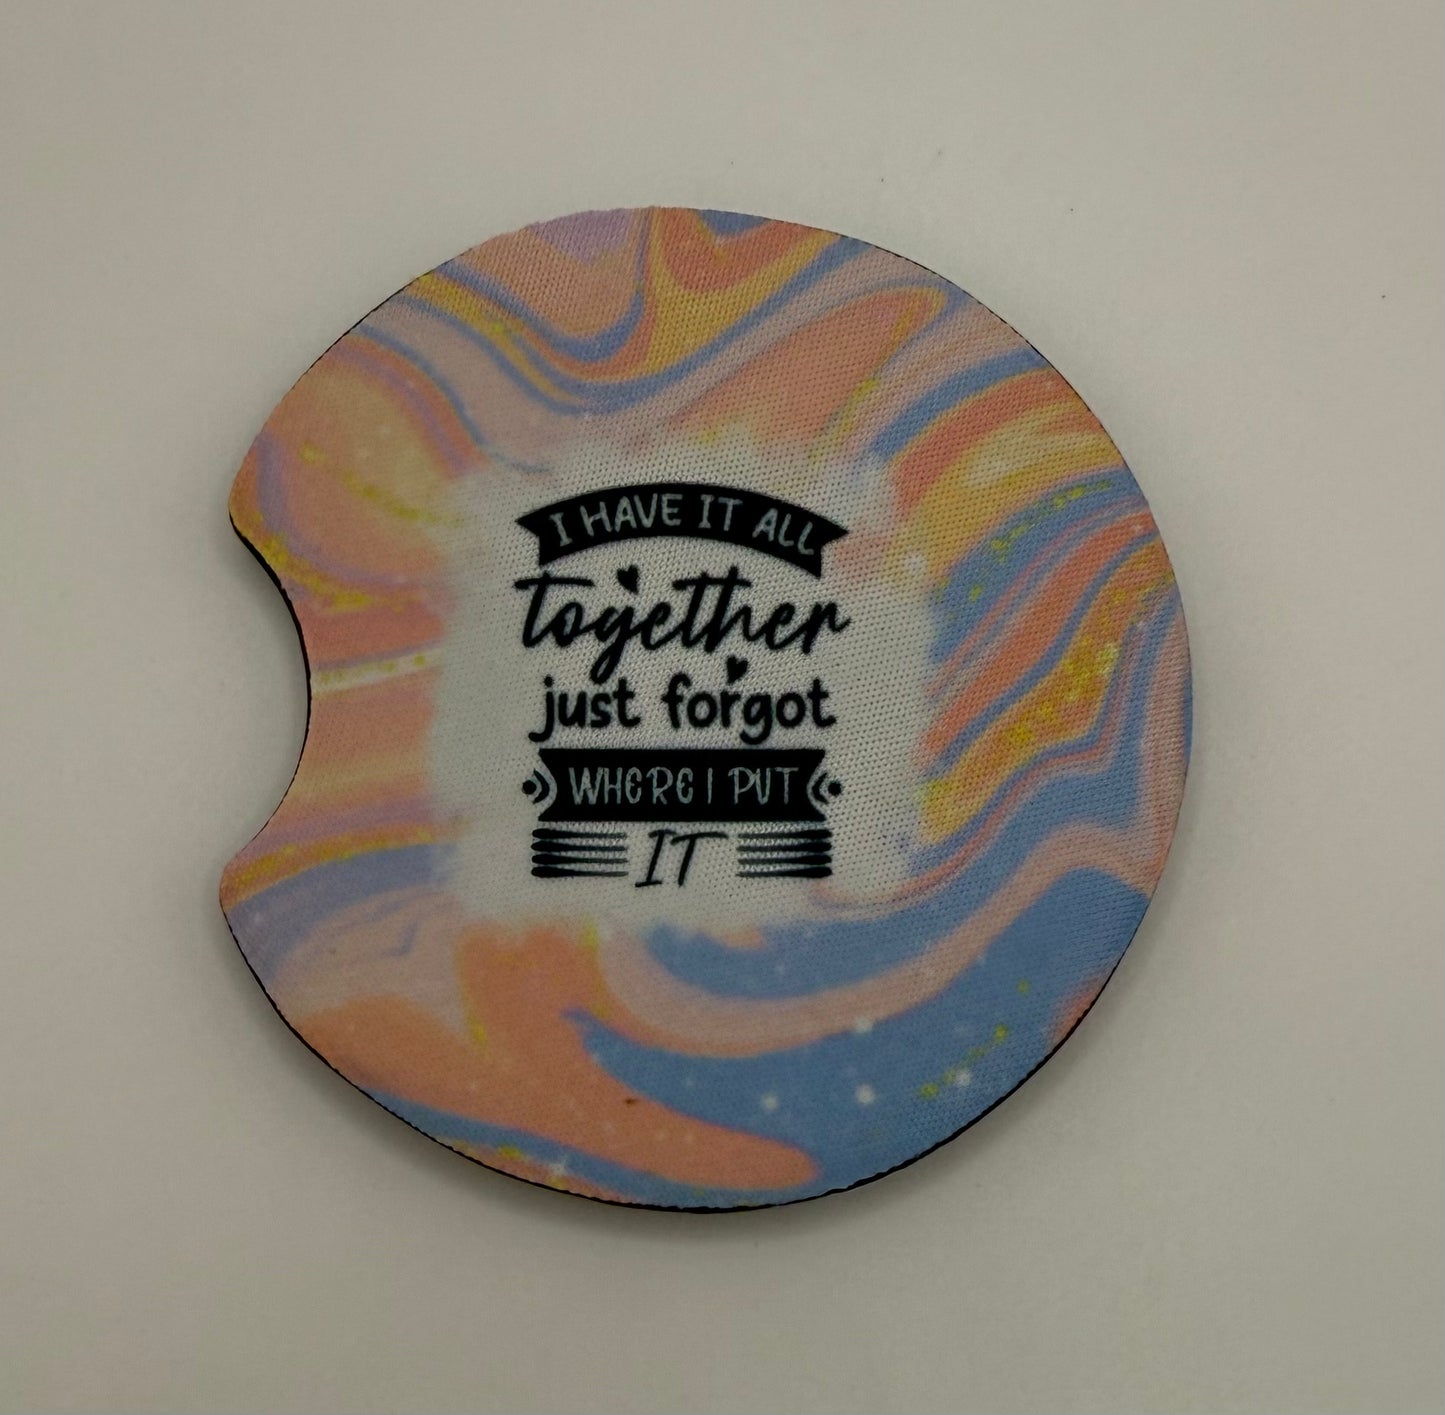 I HAVE IT ALL
together
just forgot
WHERE I PUT
IT